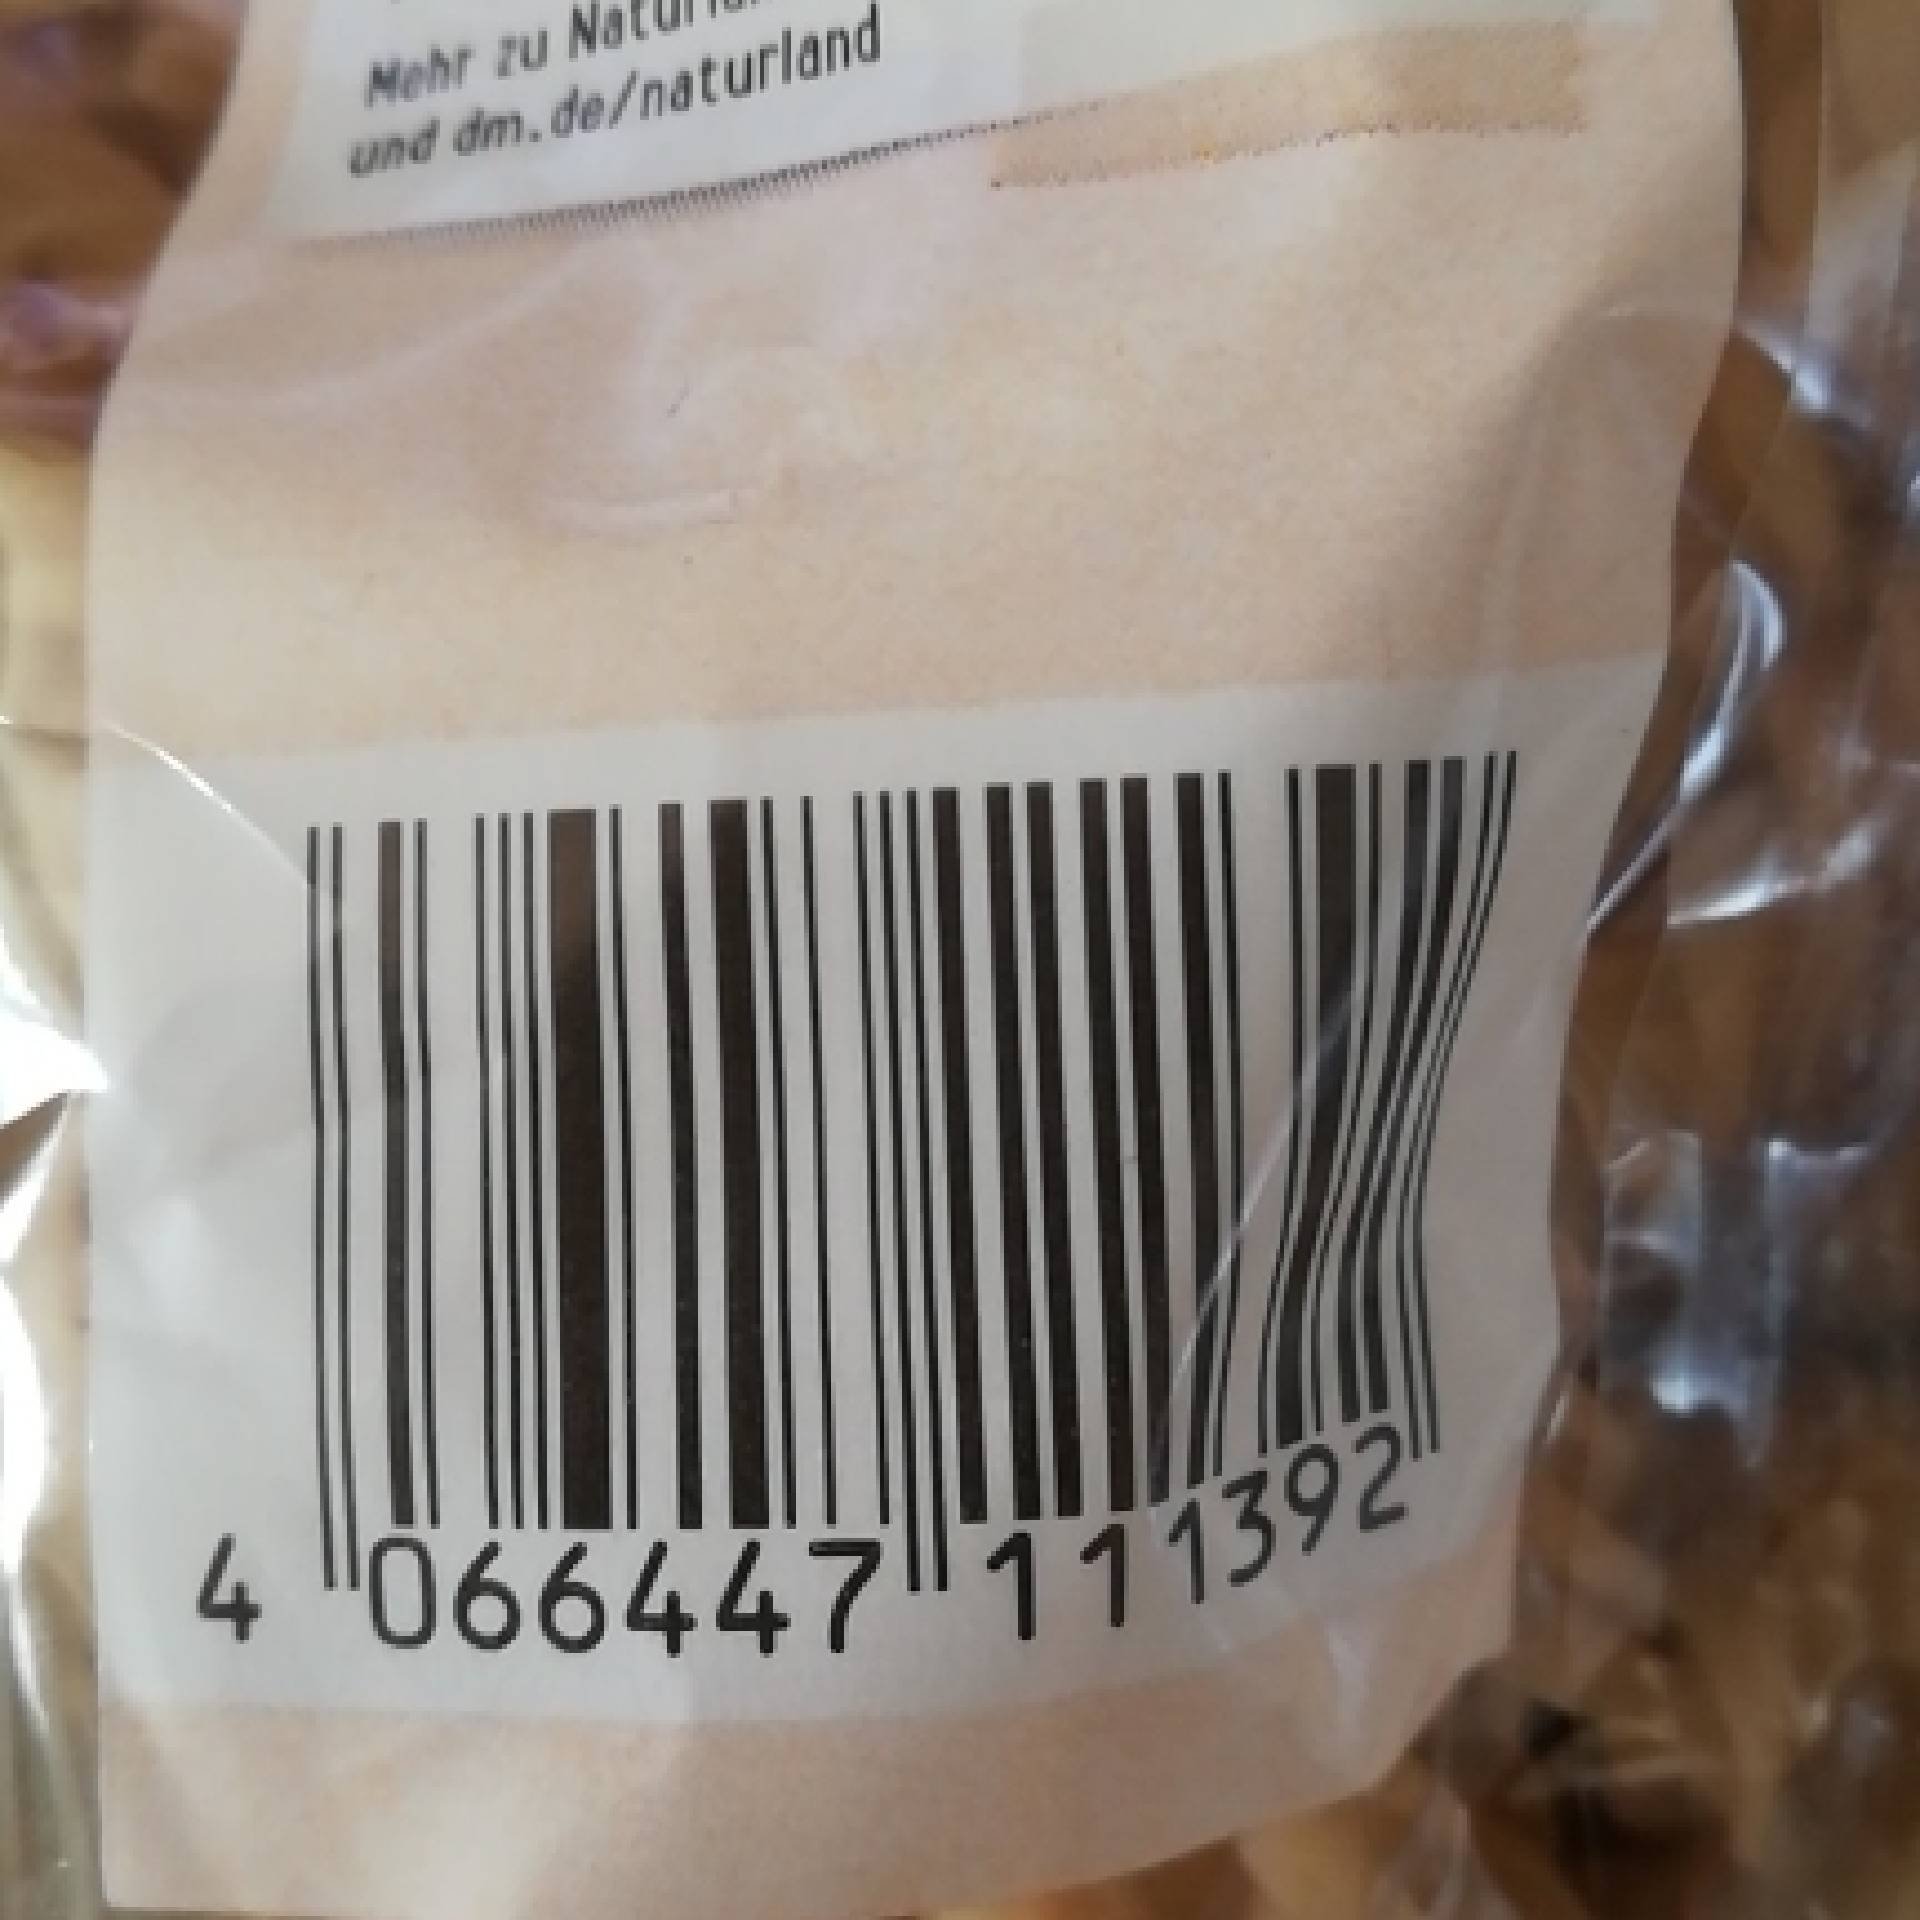 Mehr zu
und dm.de/naturland
4 066447 111392